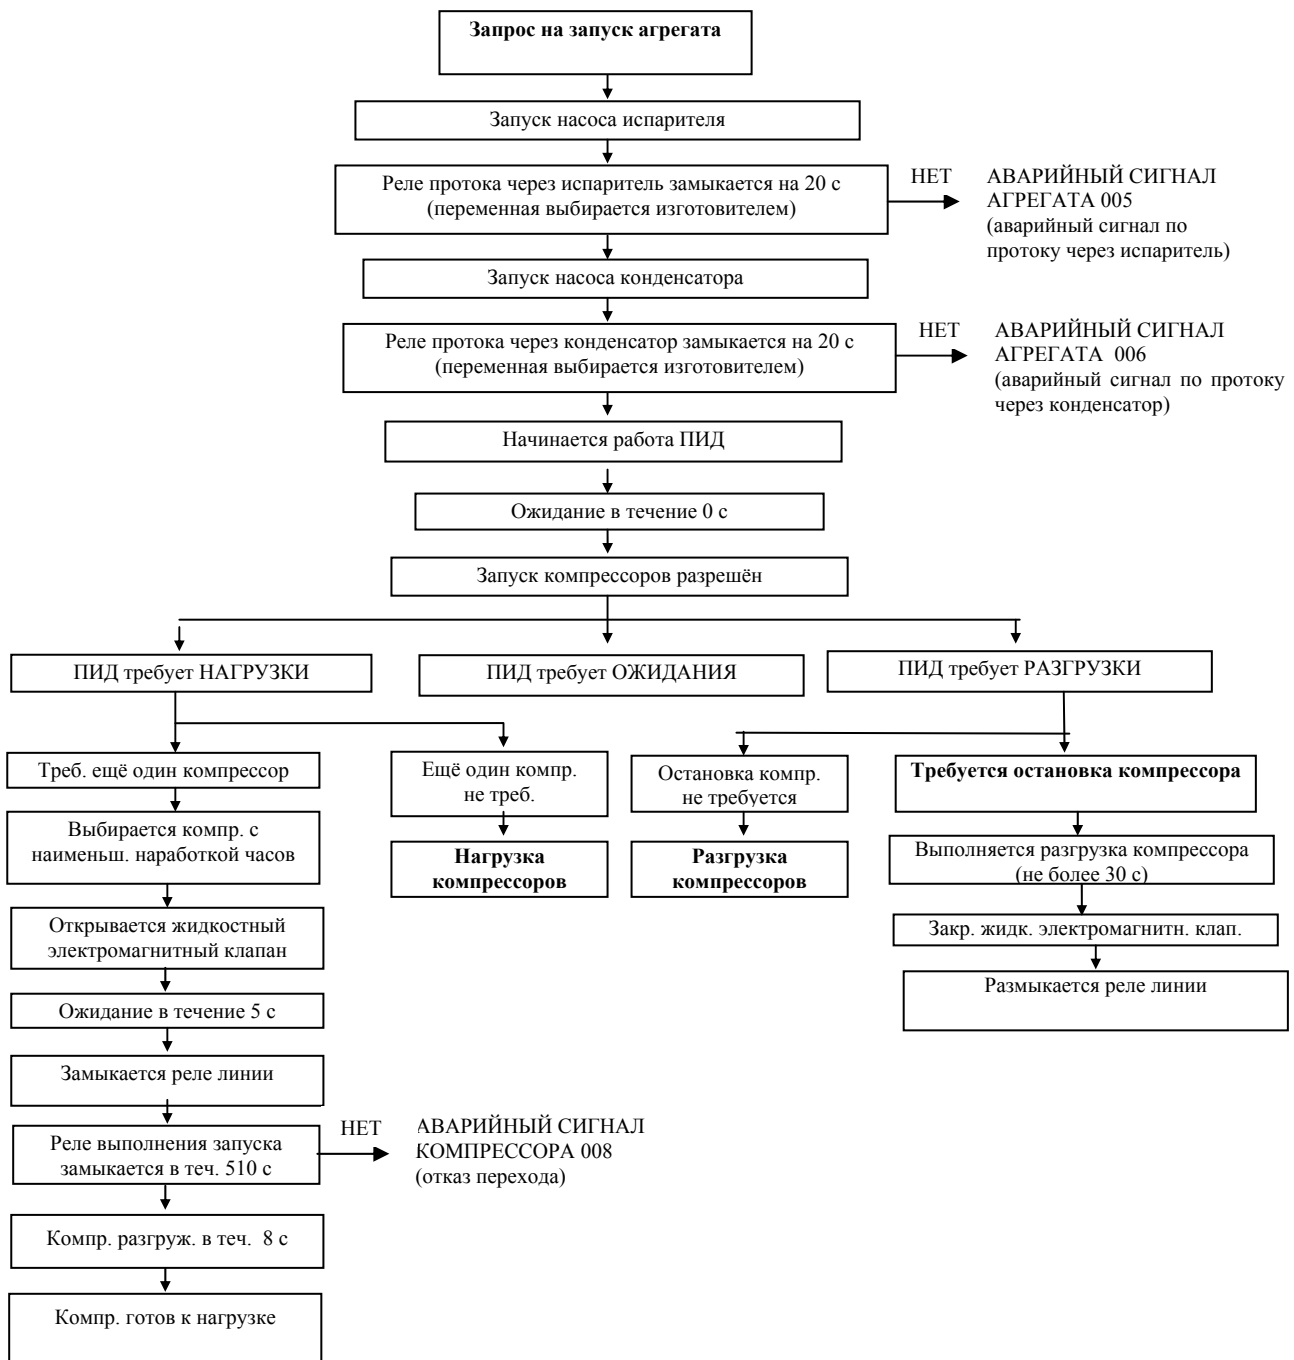 Запрос на запуск агрегата
Запуск насоса испарителя
Реле протока через испаритель замыкается на 20 с
(переменная выбирается изготовителем)
НЕТ
АВАРИЙНЫЙ СИГНАЛ
АГРЕГАТА 005
(аварийный сигнал по
протоку через испаритель)
Запуск насоса конденсатора
Реле протока через конденсатор замыкается на 20 с
(переменная выбирается изготовителем)
НЕТ
АВАРИЙНЫЙ СИГНАЛ
АГРЕГАТА 006
(аварийный сигнал по протоку
через конденсатор)
Начинается работа ПИД
Ожидание в течение 0 с
Запуск компрессоров разрешён
ПИД требует НАГРУЗКИ
ПИД требует ОЖИДАНИЯ
ПИД требует РАЗГРУЗКИ
Треб. ещё один компрессор
Ещё один компр.
не треб.
Остановка компр.
не требуется
Требуется остановка компрессора
Выбирается компр. с
наименьш. наработкой часов
Нагрузка
компрессоров
Разгрузка
компрессоров
Выполняется разгрузка компрессора
(не более 30 с)
Открывается жидкостный
электромагнитный клапан
Закр. жидк. электромагнитн. клап.
Ожидание в течение 5 с
Размыкается реле линии
Замыкается реле линии
Реле выполнения запуска
замыкается в теч. 510 с
НЕТ
АВАРИЙНЫЙ СИГНАЛ
КОМПРЕССОРА 008
(отказ перехода)
Компр. разгруж. в теч. 8 с
Компр. готов к нагрузке